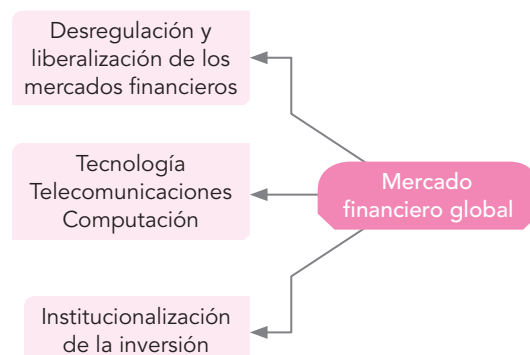 Desregulación y
liberalización de los
mercados financieros
Tecnología
Telecomunicaciones
Computación
Mercado
financiero global
Institucionalización
de la inversión